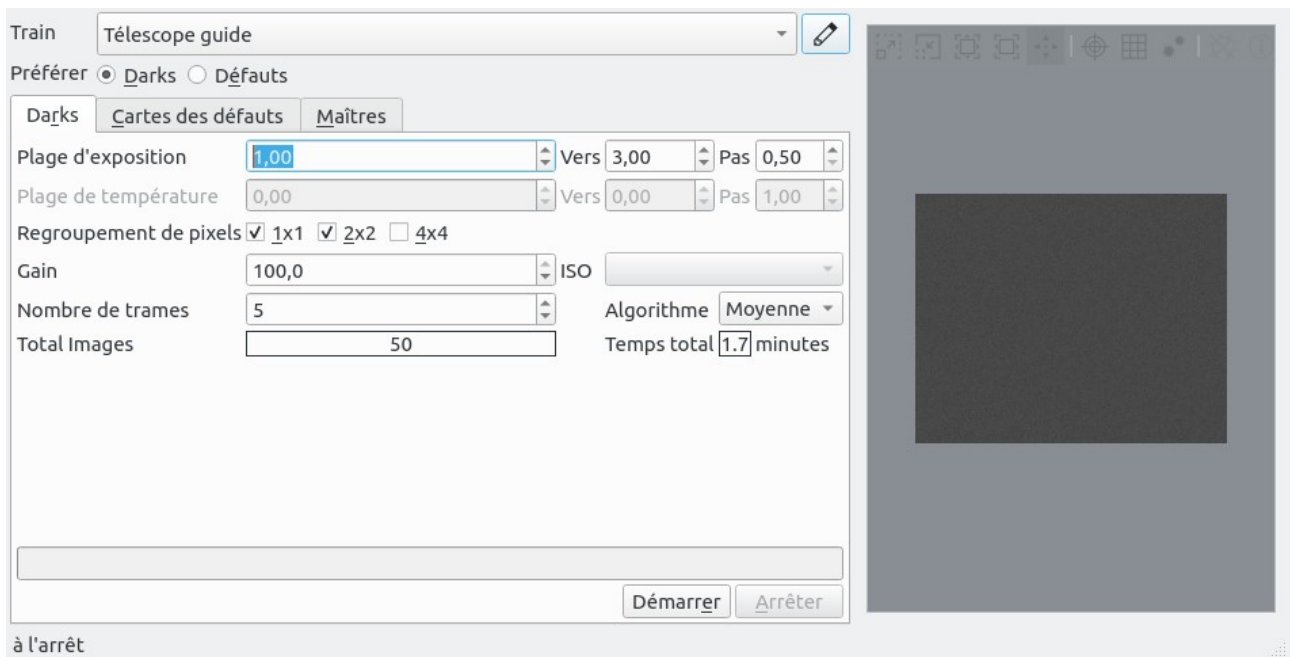 Train Télescope guide
Préférer Darks Défauts
Darks Cartes des défauts Maîtres
Plage d'exposition 1,00 Vers 3,00 Pas 0,50
Plage de température 0,00 Vers 0,00 Pas 1,00
Regroupement de pixels 1x1 2x2 4x4
Gain 100,0 ISO
Nombre de trames 5 Algorithme Moyenne
Total Images 50 Temps total 1.7 minutes
Démarrer Arrêter
à l'arrêt